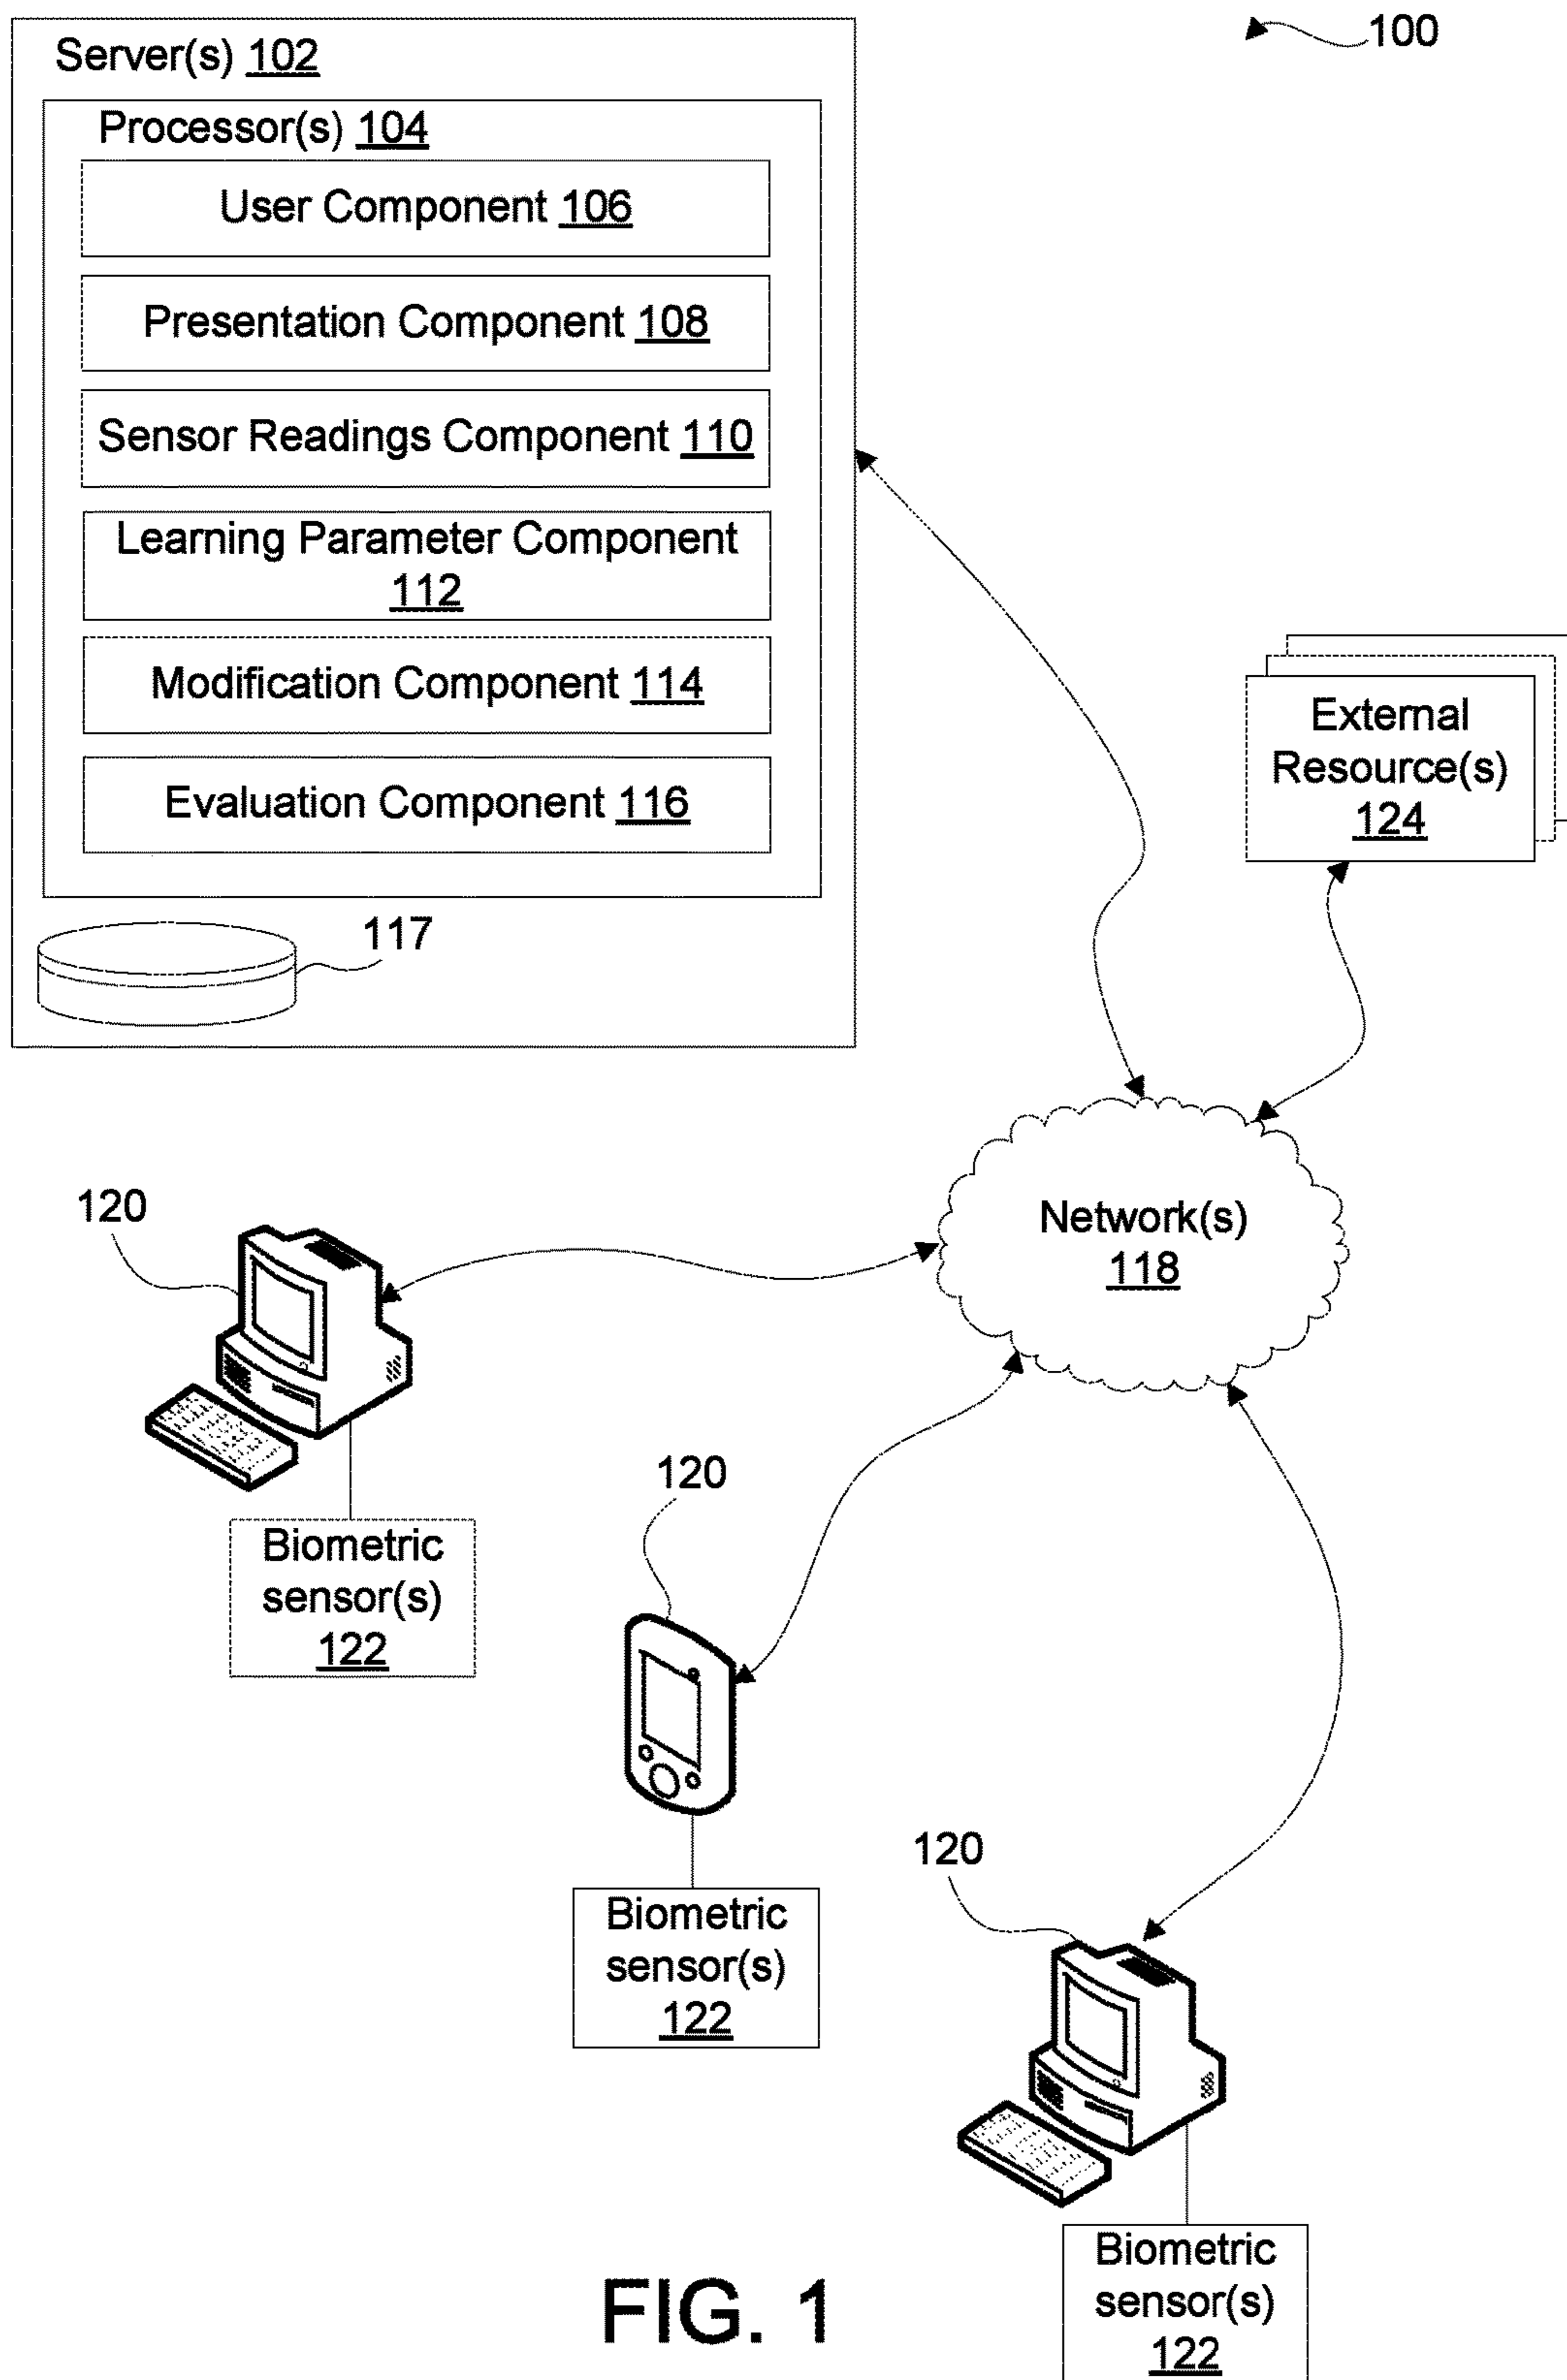 100
Server(s) 102
Processor(s) 104
User Component 106
Presentation Component 108
Sensor Readings Component 110
Learning Parameter Component
112
Modification Component 114
Evaluation Component 116
117
External
Resource(s)
124
Network(s)
118
120
Biometric
sensor(s)
122
120
Biometric
sensor(s)
122
120
Biometric
sensor(s)
122
FIG. 1